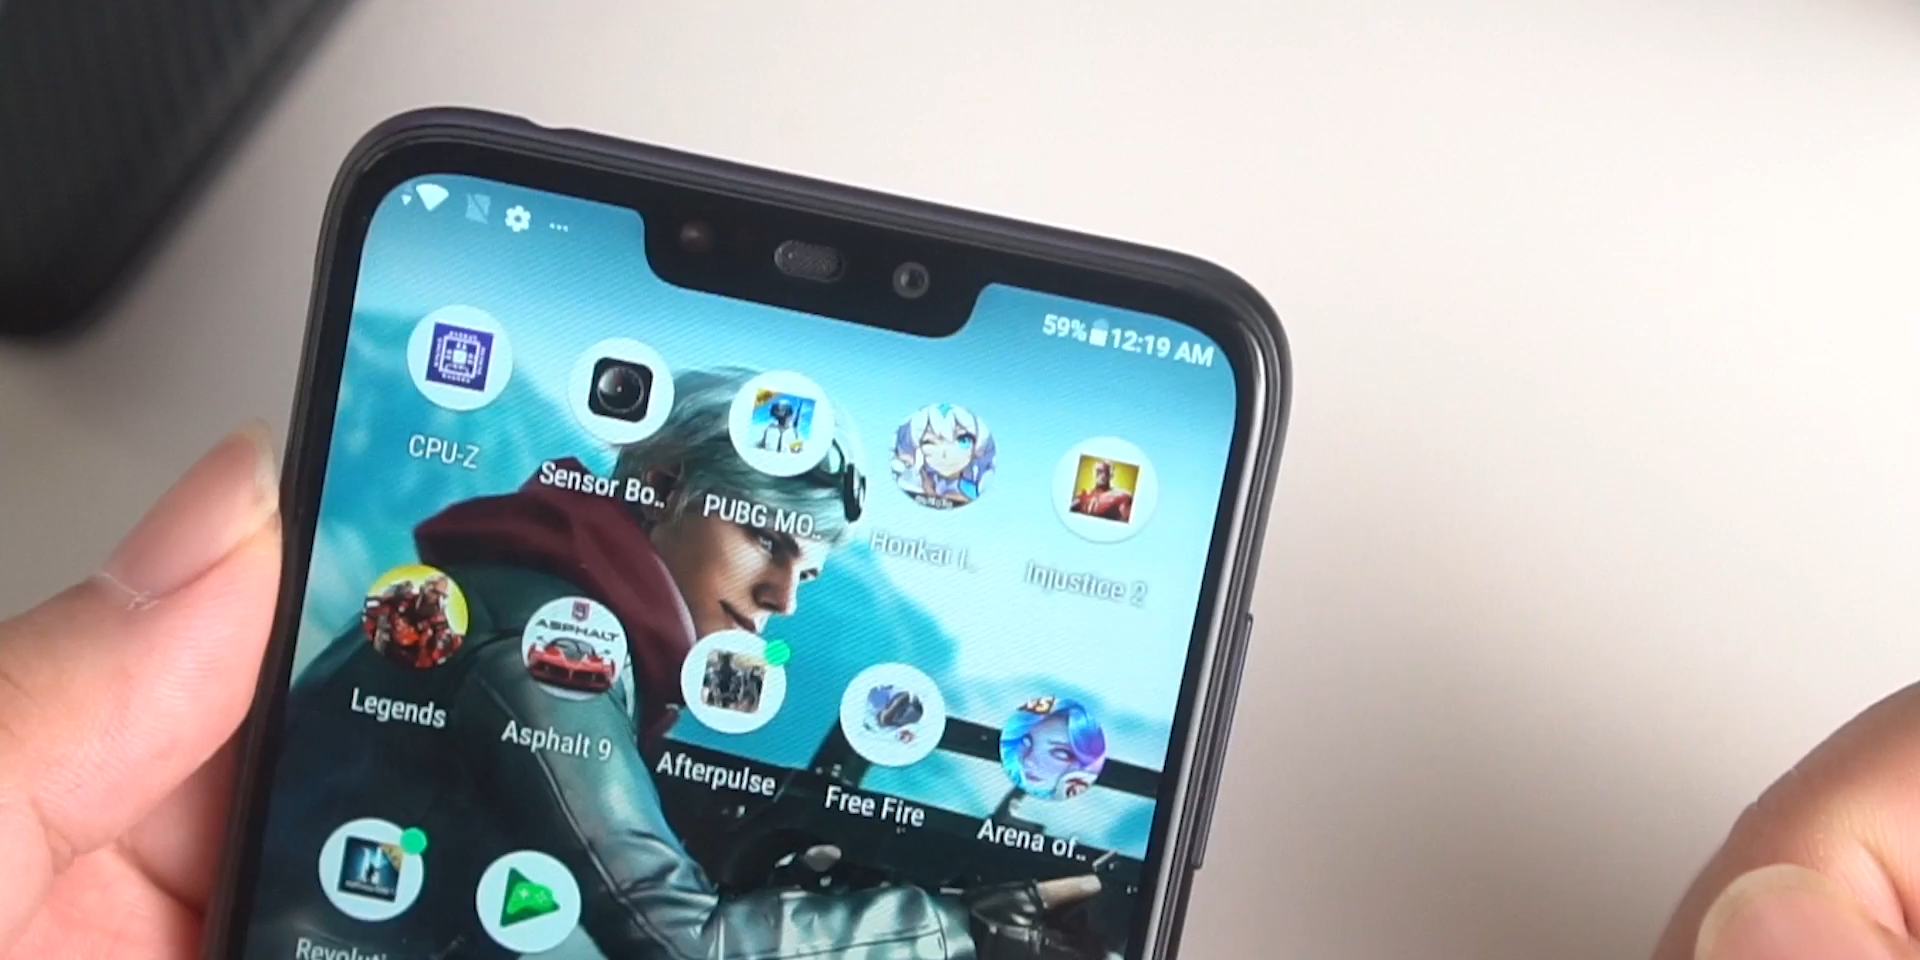 59% 12:19 AM
CPU-Z
Sensor Bo..
PUBG MO..
Honkai I..
Injustice 2
Legends
ASPHALT
Asphalt 9
Afterpulse
Free Fire
Arena of..
Revoluti